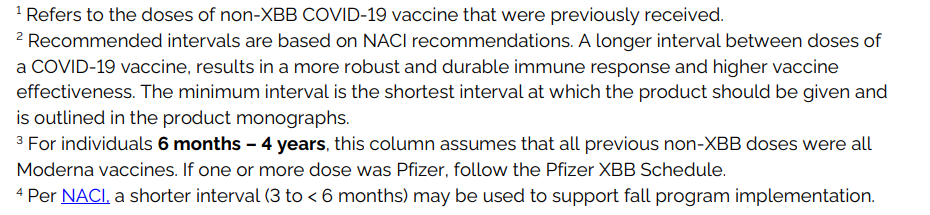 ¹ Refers to the doses of non-XBB COVID-19 vaccine that were previously received.
² Recommended intervals are based on NACI recommendations. A longer interval between doses of
a COVID-19 vaccine, results in a more robust and durable immune response and higher vaccine
effectiveness. The minimum interval is the shortest interval at which the product should be given and
is outlined in the product monographs.
³ For individuals 6 months – 4 years, this column assumes that all previous non-XBB doses were all
Moderna vaccines. If one or more dose was Pfizer, follow the Pfizer XBB Schedule.
⁴ Per NACI, a shorter interval (3 to < 6 months) may be used to support fall program implementation.